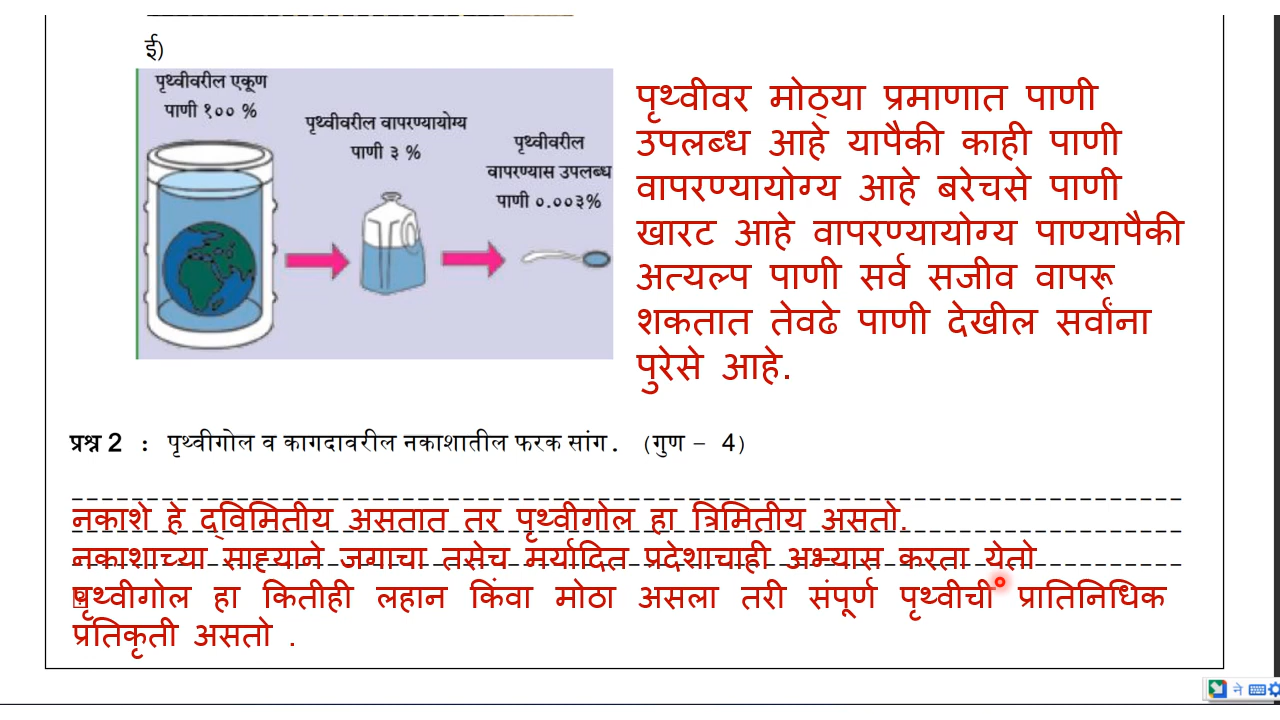 ई)
पृथ्वीवरील एकूण
पाणी १०० %
पृथ्वीवरील वापरण्यायोग्य
पाणी ३ %
पृथ्वीवरील
वापरण्यास उपलब्ध
पाणी ०.००३%
पृथ्वीवर मोठ्या प्रमाणात पाणी
उपलब्ध आहे यापैकी काही पाणी
वापरण्यायोग्य आहे बरेचसे पाणी
खारट आहे वापरण्यायोग्य पाण्यापैकी
अत्यल्प पाणी सर्व सजीव वापरू
शकतात तेवढे पाणी देखील सर्वांना
पुरेसे आहे.
प्रश्न 2 : पृथ्वीगोल व कागदावरील नकाशातील फरक सांग. (गुण – 4)
नकाशे हे द्विमितीय असतात तर पृथ्वीगोल हा त्रिमितीय असतो.
नकाशाच्या साह्याने जगाचा तसेच मर्यादित प्रदेशाचाही अभ्यास करता येतो
पृथ्वीगोल हा कितीही लहान किंवा मोठा असला तरी संपूर्ण पृथ्वीची प्रातिनिधिक
प्रतिकृती असतो .
ने